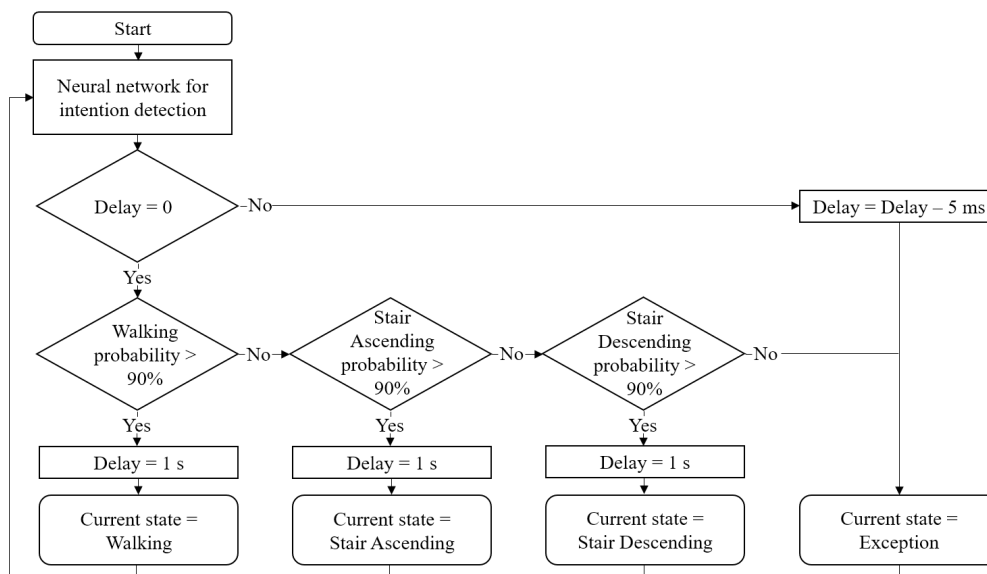 Start
Neural network for
intention detection
Delay = 0
No
Delay = Delay – 5 ms
Yes
Walking
probability >
90%
No
Stair
Ascending
probability >
90%
No
Stair
Descending
probability >
90%
No
Yes
Yes
Yes
Delay = 1 s
Delay = 1 s
Delay = 1 s
Current state =
Walking
Current state =
Stair Ascending
Current state =
Stair Descending
Current state =
Exception